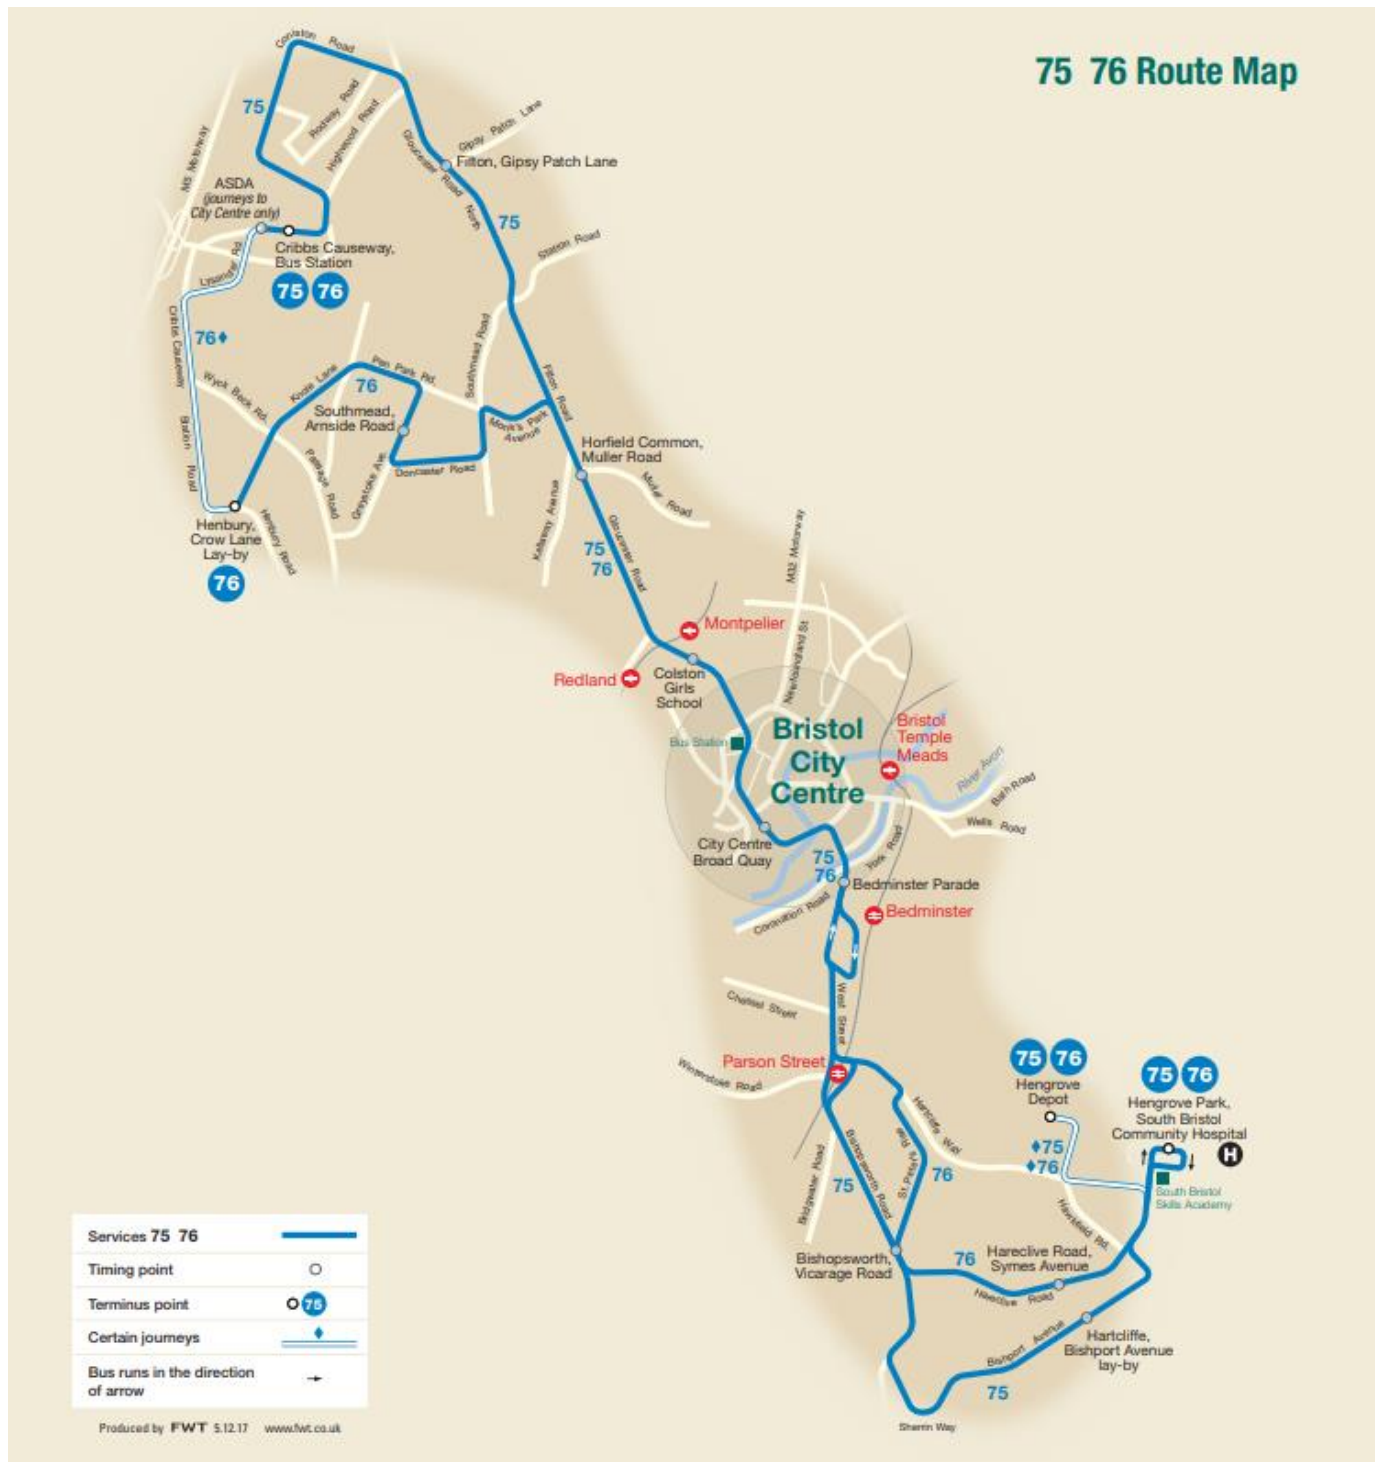 75 76 Route Map
Coniston Road
75
Rodway Road
Highwood Road
M5 Motorway
Gloucester Road North
Gipsy Patch Lane
Filton, Gipsy Patch Lane
ASDA
(journeys to
City Centre only)
75
Station Road
Cribbs Causeway,
Bus Station
75 76
Lysander Rd
Cribbs Causeway
76♦
Wyck Beck Rd.
Knole Lane
Pen Park Rd.
76
Southmead Road
Filton Road
Southmead,
Arnside Road
Monk's Park
Avenue
Station Road
Passage Road
Greystoke Ave.
Doncaster Road
Horfield Common,
Muller Road
Muller Road
Kellaway Avenue
Henbury,
Crow Lane
Lay-by
76
Henbury Road
Gloucester Road
75
76
M32 Motorway
Newfoundland St
Montpelier
Redland
Colston
Girls
School
Bus Station
Bristol
City
Centre
Bristol
Temple
Meads
River Avon
Bath Road
Wells Road
City Centre
Broad Quay
75
76
York Road
Bedminster Parade
Coronation Road
Bedminster
West Street
Chessel Street
Parson Street
Winterstoke Road
Hartcliffe Way
75 76
Hengrove
Depot
75 76
Hengrove Park,
South Bristol
Community Hospital
H
♦75
♦76
South Bristol
Skills Academy
Bridgwater Road
Bishopsworth Road
St. Peter's Rise
75
76
Hawkfield Rd.
Bishopsworth,
Vicarage Road
76
Hareclive Road,
Symes Avenue
Hareclive Road
Bishport Avenue
Hartcliffe,
Bishport Avenue
lay-by
75
Sherrin Way
Services 75 76
Timing point
Terminus point
75
Certain journeys
Bus runs in the direction
of arrow
Produced by FWT 5.12.17 www.fwt.co.uk